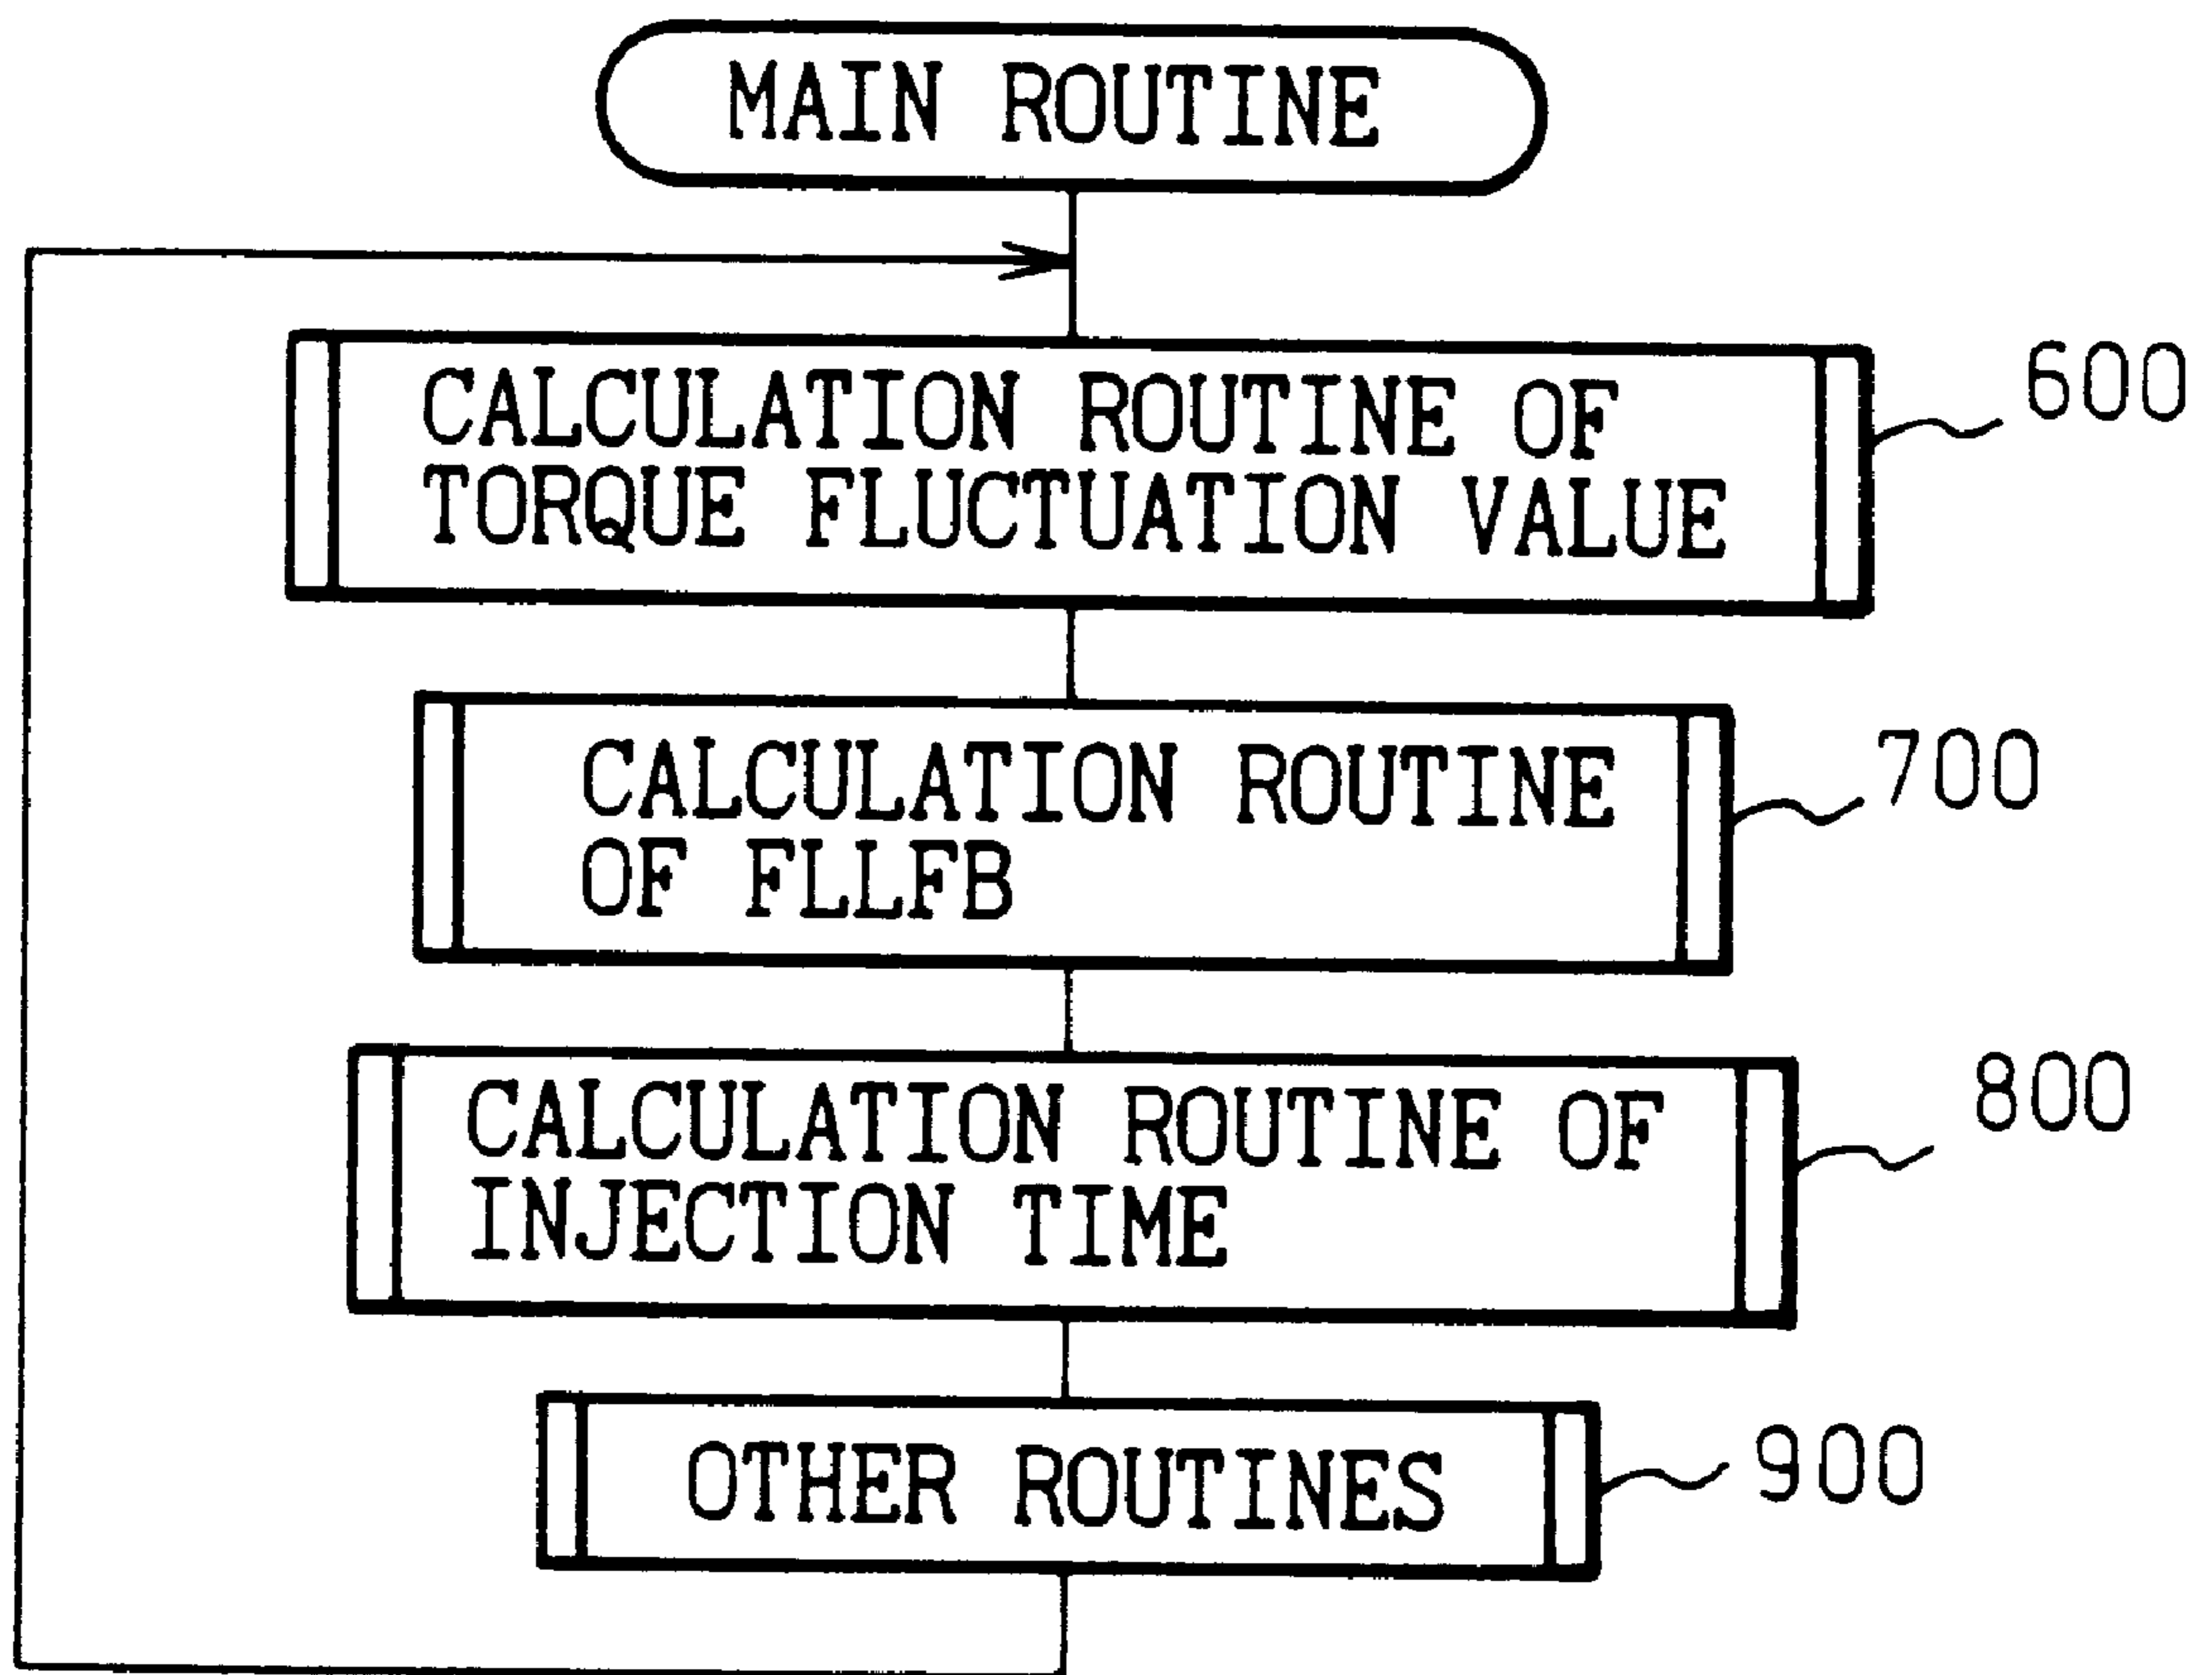 MAIN ROUTINE
CALCULATION ROUTINE OF
TORQUE FLUCTUATION VALUE
600
CALCULATION ROUTINE
OF FLLFB
700
CALCULATION ROUTINE OF
INJECTION TIME
800
OTHER ROUTINES
900